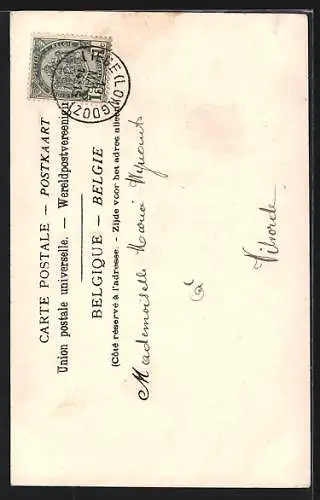 CARTE POSTALE — POSTKAART
Union postale universelle. — Wereldpostvereeniging
BELGIQUE — BELGIE
(Côté réservé à l'adresse. - Zijde voor het adres alleen)
(LONGDOZ)
Mademoiselle Maria
à
Vilvorde